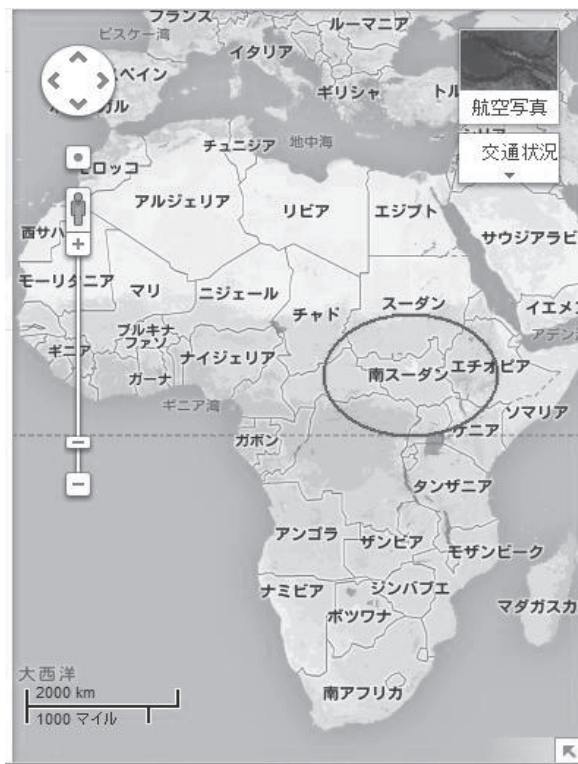 フランス
ルーマニア
ビスケー湾
イタリア
ペイン
ギリシャ
トル
ガル
航空写真
チュニジア
地中海
シリア
交通状況
モロッコ
アルジェリア
リビア
エジプト
サウジアラビ
西サハ
モーリタニア
マリ
ニジェール
チャド
スーダン
イエメン
アデン
ブルキナ
ファソ
ギニア
ナイジェリア
南スーダン
エチオピア
ガーナ
ギニア湾
ソマリア
ガボン
ケニア
タンザニア
アンゴラ
ザンビア
モザンビーク
ナミビア
ジンバブエ
ボツワナ
マダガスカ
大西洋
2000 km
南アフリカ
1000 マイル